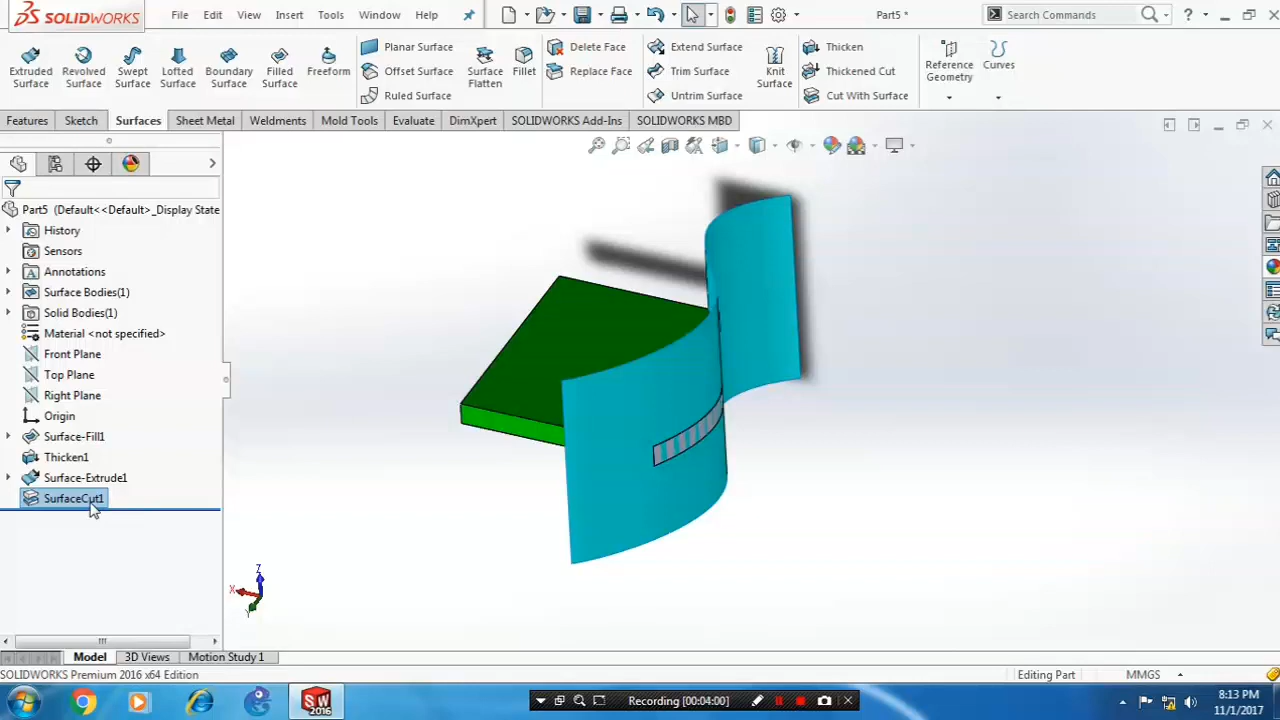 SOLIDWORKS File Edit View Insert Tools Window Help Part5 * Search Commands ?
Extruded Surface Revolved Surface Swept Surface Lofted Surface Boundary Surface Filled Surface Freeform Planar Surface Offset Surface Ruled Surface Surface Flatten Fillet Delete Face Replace Face Extend Surface Trim Surface Untrim Surface Knit Surface Thicken Thickened Cut Cut With Surface Reference Geometry Curves
Features Sketch Surfaces Sheet Metal Weldments Mold Tools Evaluate DimXpert SOLIDWORKS Add-Ins SOLIDWORKS MBD
Part5 (Default<<Default>_Display State
History
Sensors
Annotations
Surface Bodies(1)
Solid Bodies(1)
Material <not specified>
Front Plane
Top Plane
Right Plane
Origin
Surface-Fill1
Thicken1
Surface-Extrude1
SurfaceCut1
Z
X
Y
Model 3D Views Motion Study 1
SOLIDWORKS Premium 2016 x64 Edition Editing Part MMGS
SW 2016 Recording [00:04:00] 8:13 PM
11/1/2017